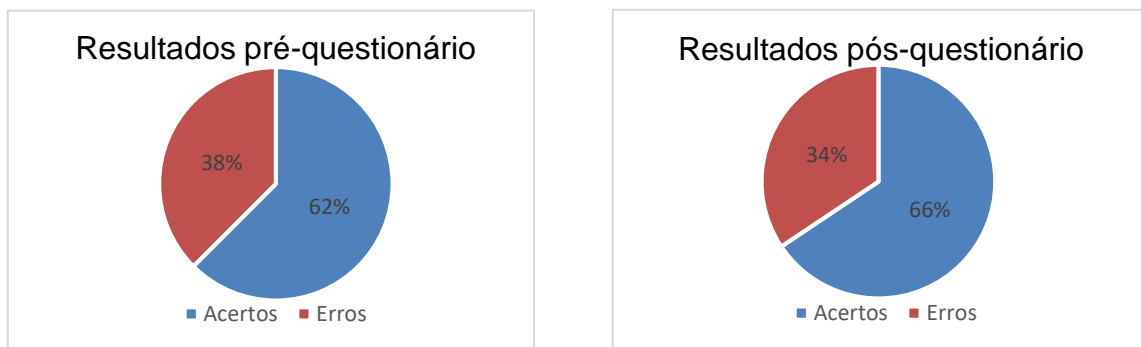 Resultados pré-questionário
38%
62%
Acertos Erros
Resultados pós-questionário
34%
66%
Acertos Erros